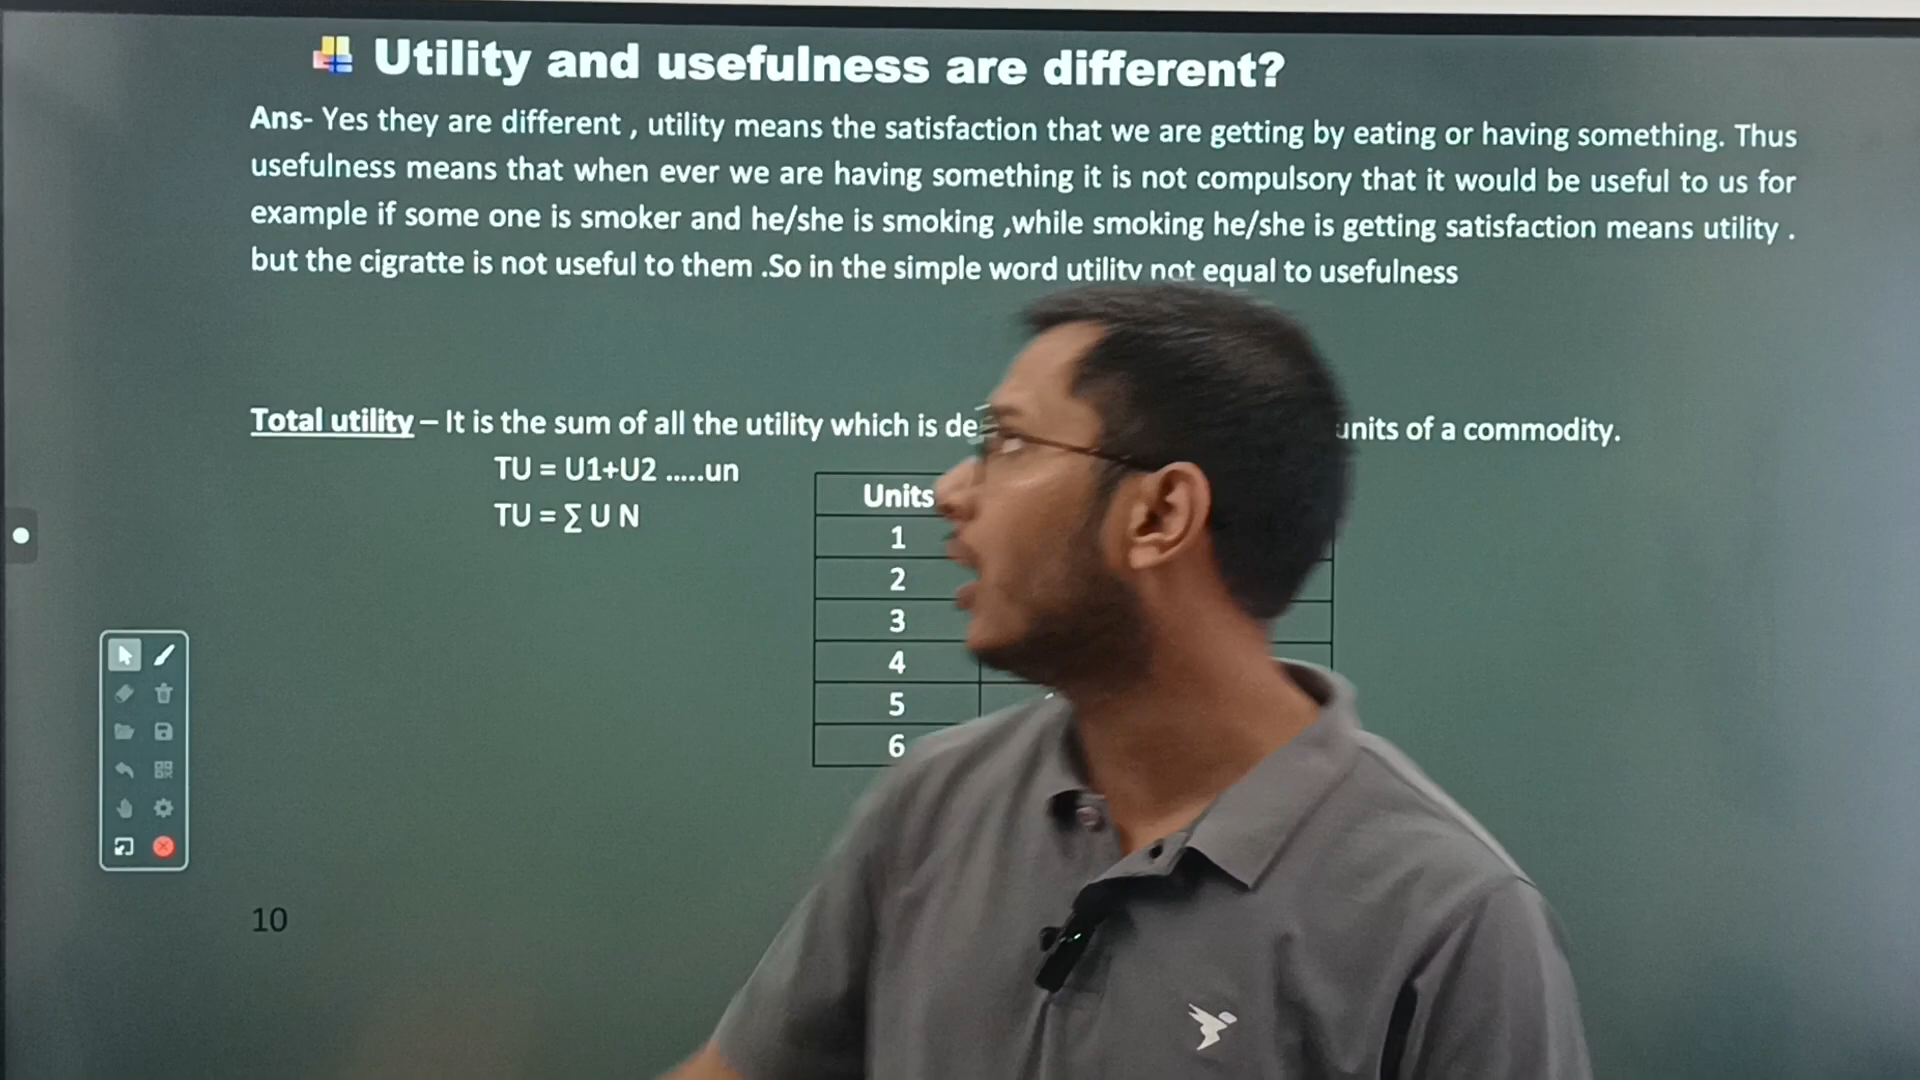 Utility and usefulness are different?
Ans- Yes they are different , utility means the satisfaction that we are getting by eating or having something. Thus
usefulness means that when ever we are having something it is not compulsory that it would be useful to us for
example if some one is smoker and he/she is smoking ,while smoking he/she is getting satisfaction means utility .
but the cigratte is not useful to them .So in the simple word utility not equal to usefulness
Total utility – It is the sum of all the utility which is units of a commodity.
TU = U1+U2 .....un
TU = ∑ U N
Units
1
2
3
4
5
6
10